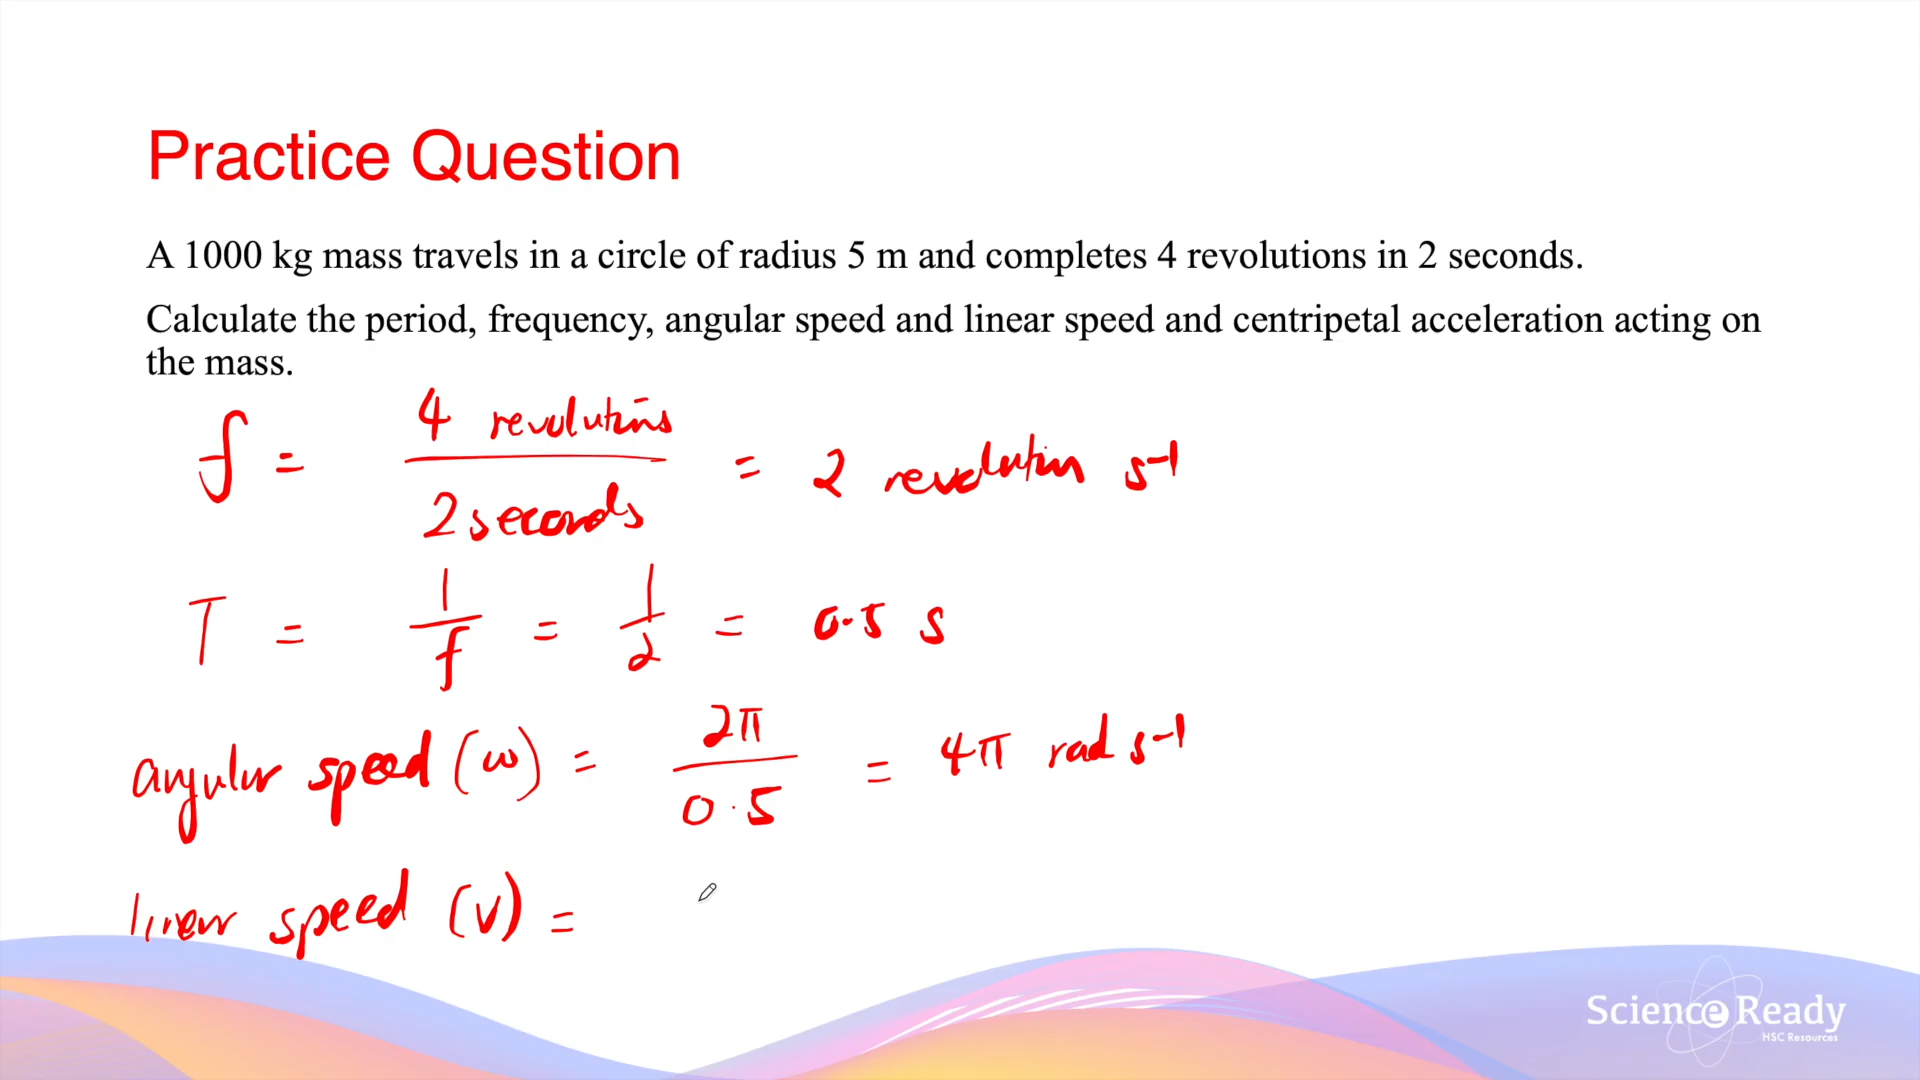 Practice Question
A 1000 kg mass travels in a circle of radius 5 m and completes 4 revolutions in 2 seconds.
Calculate the period, frequency, angular speed and linear speed and centripetal acceleration acting on
the mass.
f = 4 revolutions / 2 seconds = 2 revolution s⁻¹
T = 1/f = 1/2 = 0.5 s
angular speed (ω) = 2π / 0.5 = 4π rad s⁻¹
linear speed (v) =
Science Ready
HSC Resources